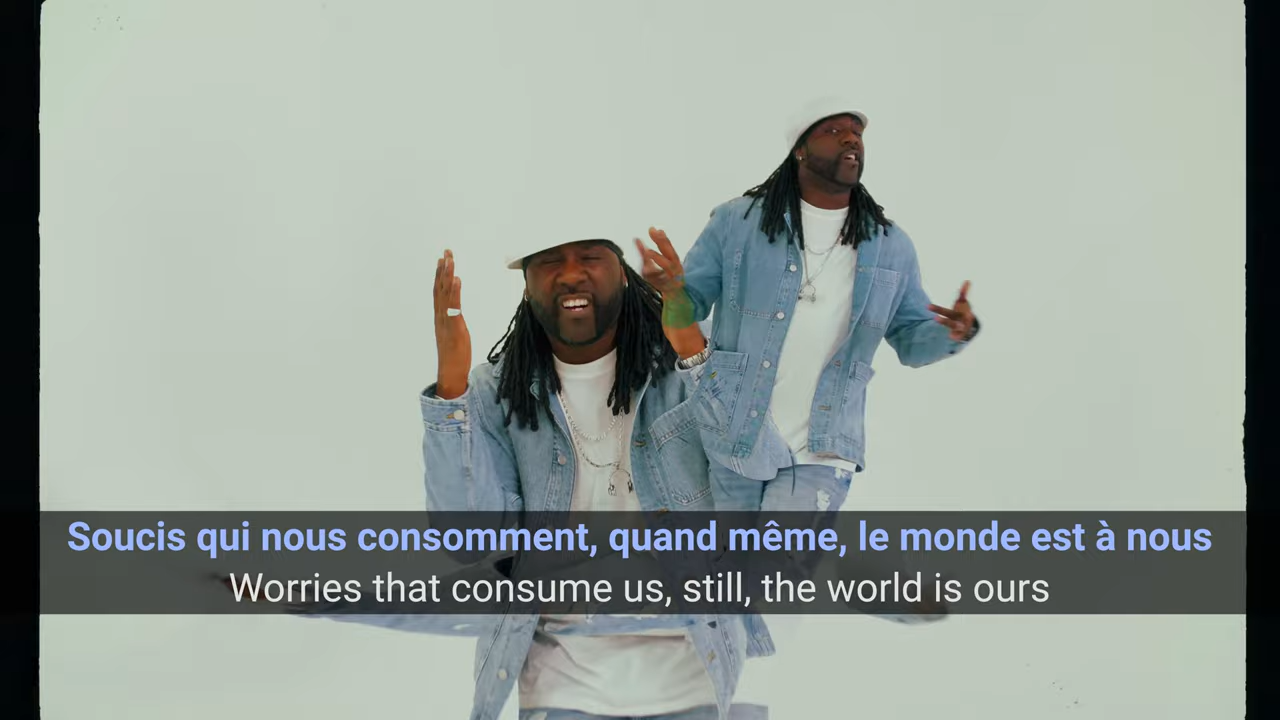 Soucis qui nous consomment, quand même, le monde est à nous
Worries that consume us, still, the world is ours